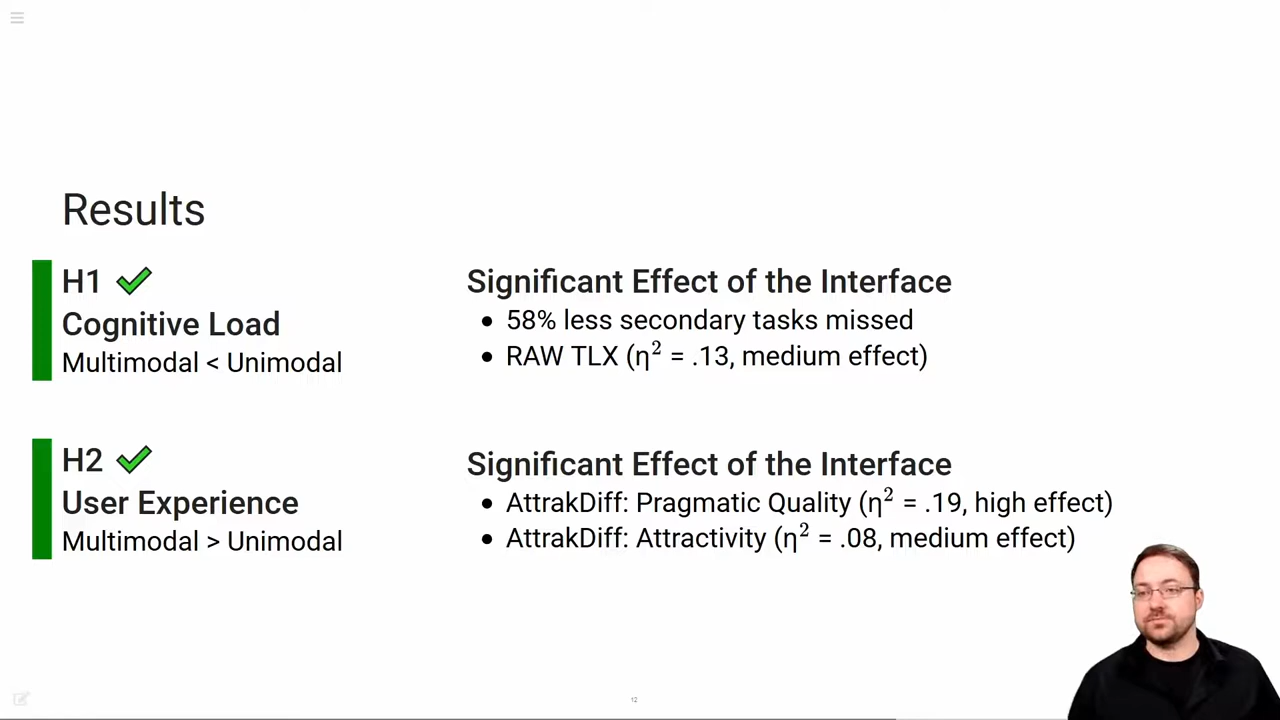 Results
H1
Cognitive Load
Multimodal < Unimodal
Significant Effect of the Interface
• 58% less secondary tasks missed
• RAW TLX (η² = .13, medium effect)
H2
User Experience
Multimodal > Unimodal
Significant Effect of the Interface
• AttrakDiff: Pragmatic Quality (η² = .19, high effect)
• AttrakDiff: Attractivity (η² = .08, medium effect)
12